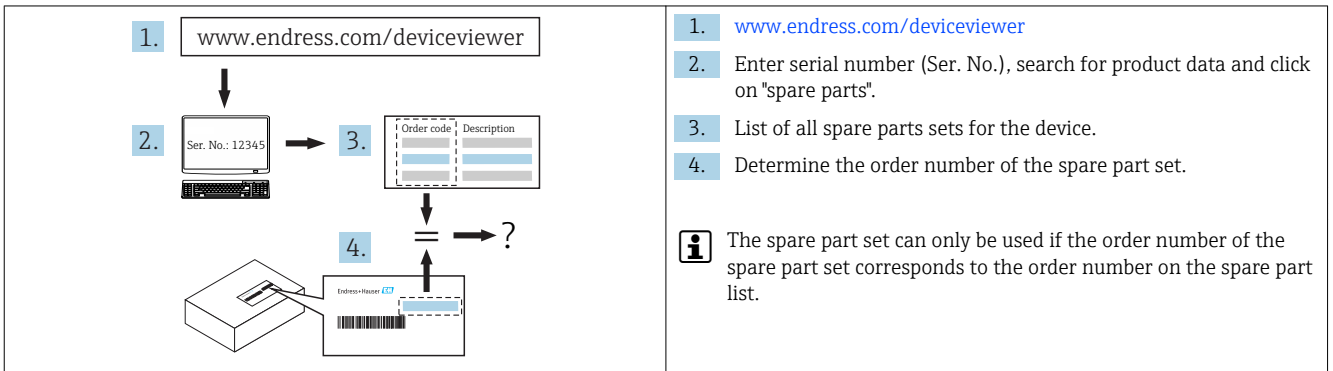 1. www.endress.com/deviceviewer
2. Ser. No.: 12345
3. Order code Description
= ?
4.
Endress+Hauser
1. www.endress.com/deviceviewer
2. Enter serial number (Ser. No.), search for product data and click
on "spare parts".
3. List of all spare parts sets for the device.
4. Determine the order number of the spare part set.
i The spare part set can only be used if the order number of the
spare part set corresponds to the order number on the spare part
list.